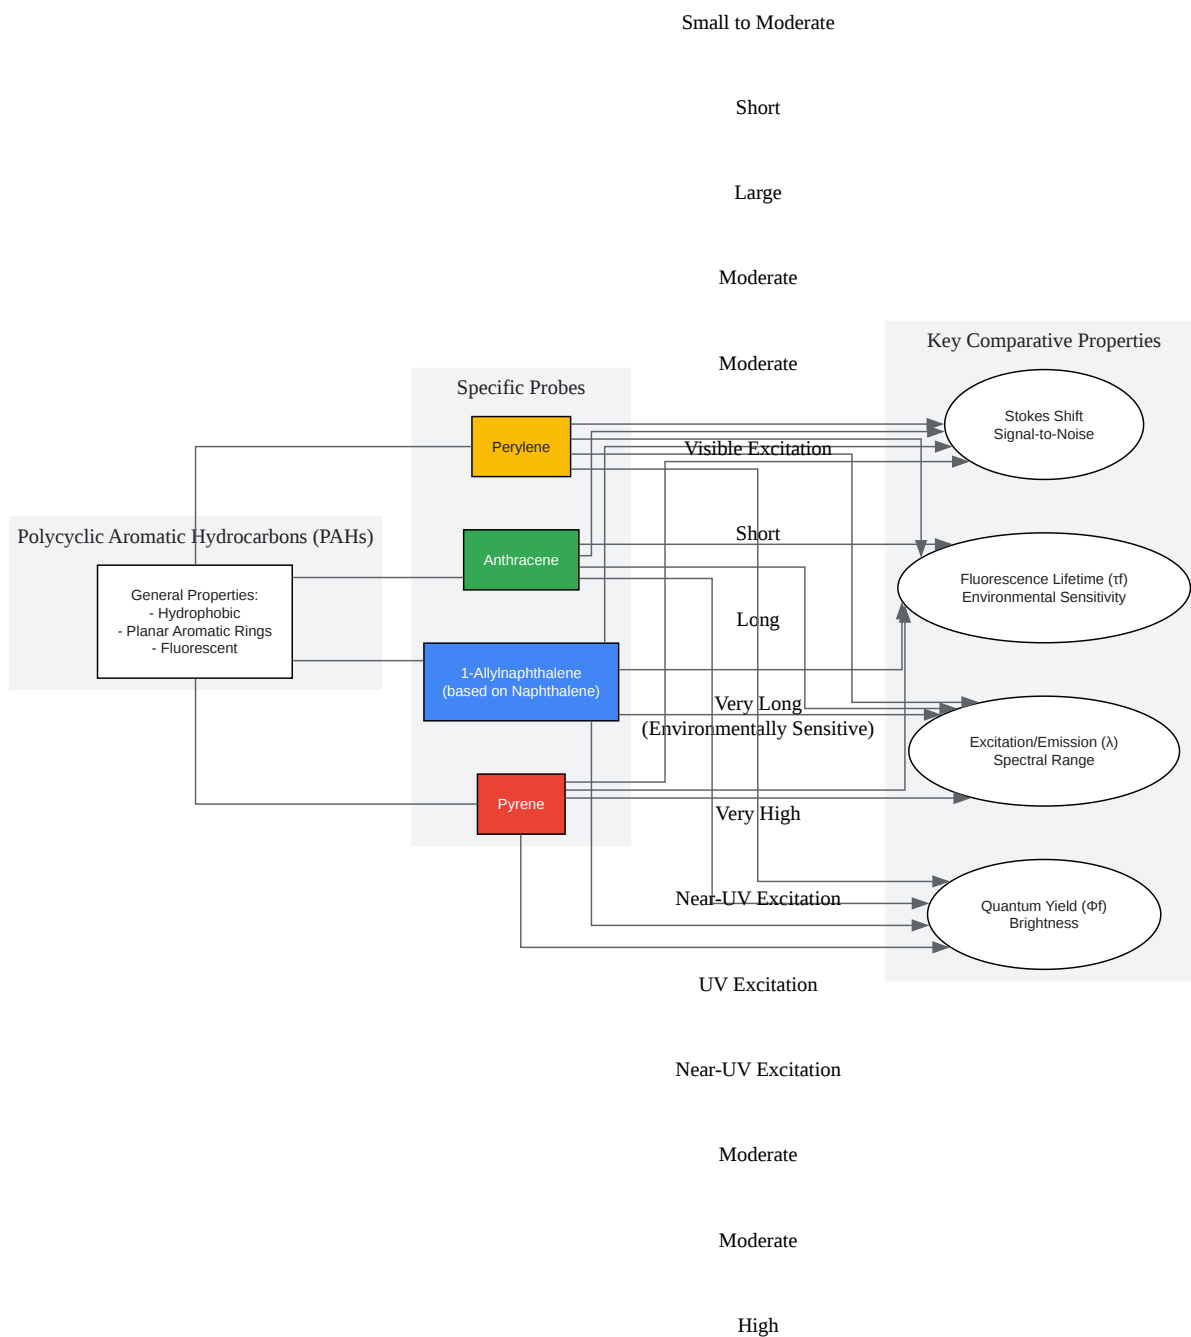 Small to Moderate
Short
Large
Moderate
Moderate
Key Comparative Properties
Specific Probes
Stokes Shift
Signal-to-Noise
Perylene
Visible Excitation
Polycyclic Aromatic Hydrocarbons (PAHs)
Short
Anthracene
General Properties:
- Hydrophobic
- Planar Aromatic Rings
- Fluorescent
Fluorescence Lifetime (τf)
Environmental Sensitivity
Long
1-Allylnaphthalene
(based on Naphthalene)
Very Long
(Environmentally Sensitive)
Excitation/Emission (λ)
Spectral Range
Pyrene
Very High
Near-UV Excitation
Quantum Yield (Φf)
Brightness
UV Excitation
Near-UV Excitation
Moderate
Moderate
High